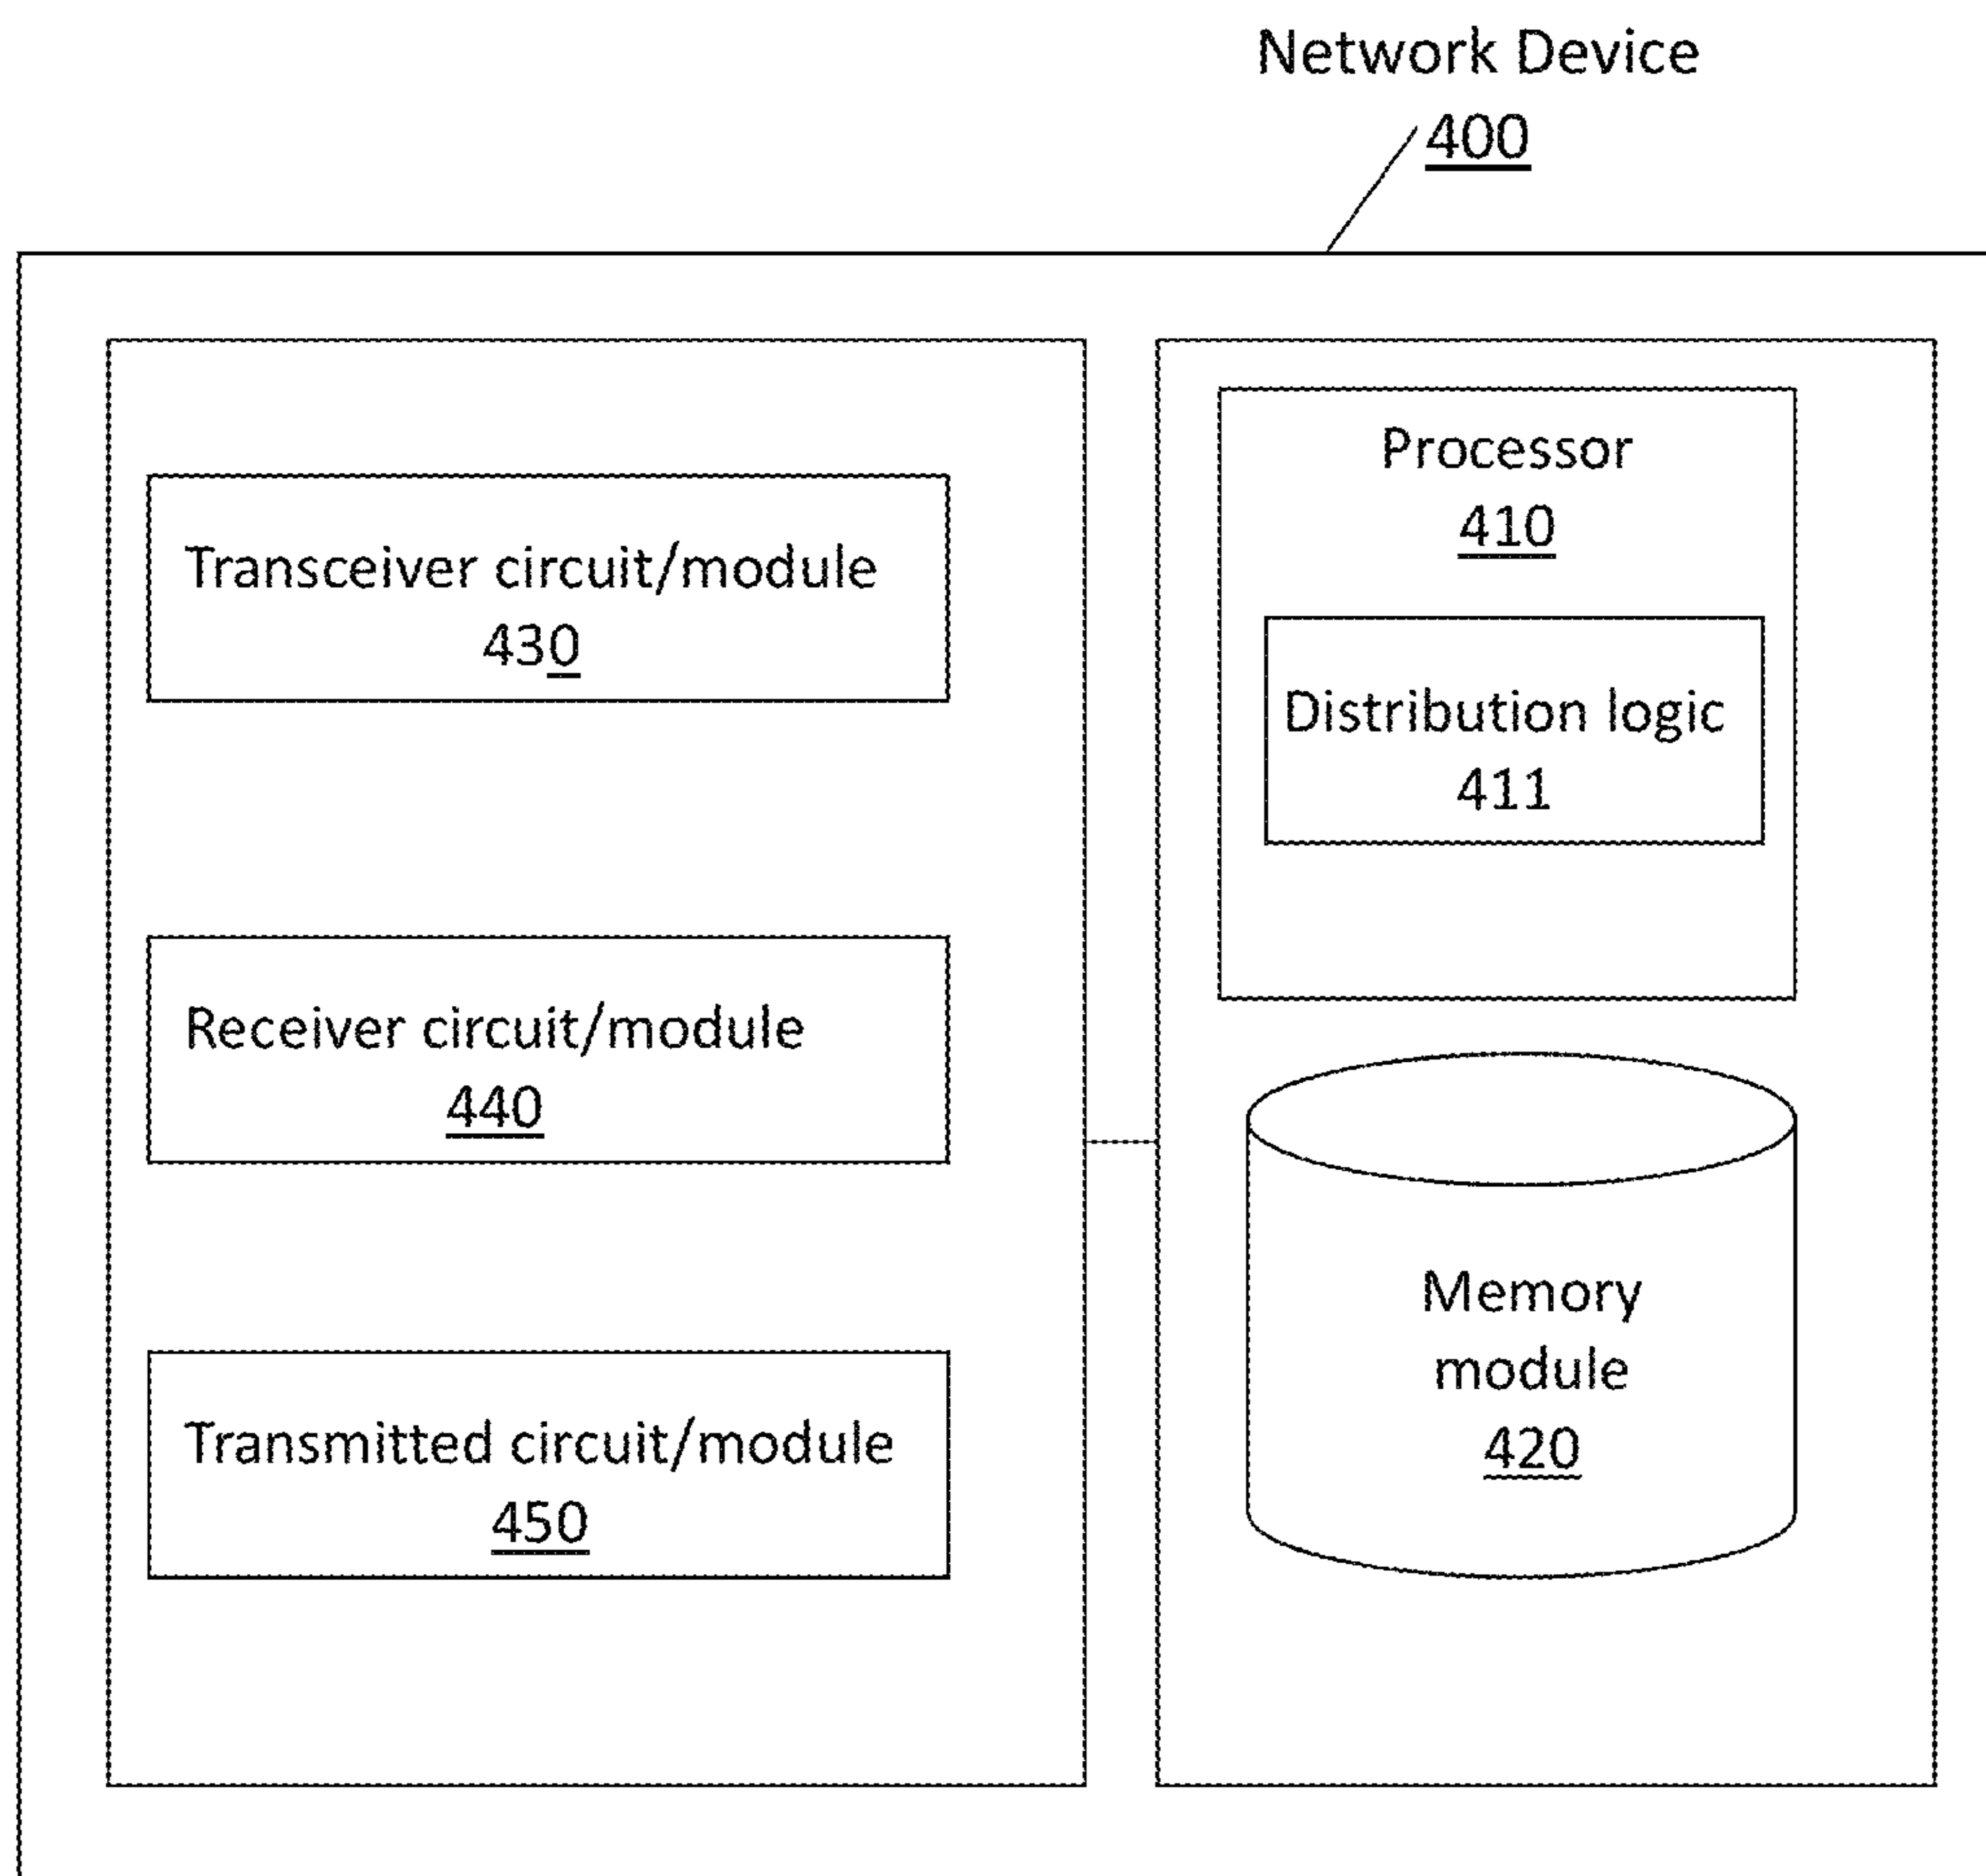 Network Device
400
Transceiver circuit/module
430
Receiver circuit/module
440
Transmitted circuit/module
450
Processor
410
Distribution logic
411
Memory
module
420